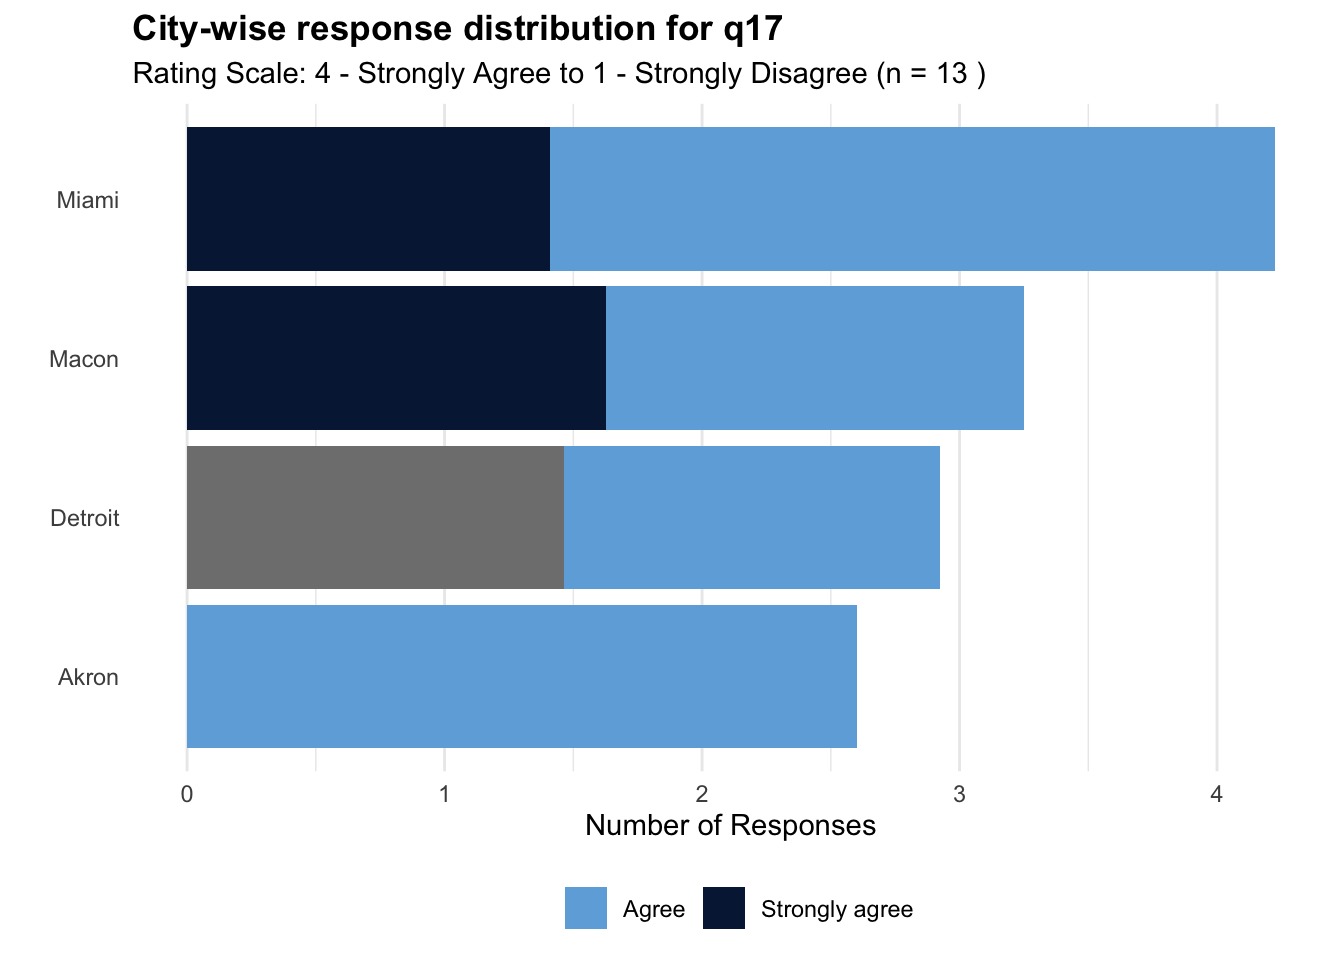 City-wise response distribution for q17
Rating Scale: 4 - Strongly Agree to 1 - Strongly Disagree (n = 13 )
Miami
Macon
Detroit
Akron
0 1 2 3 4
Number of Responses
Agree Strongly agree